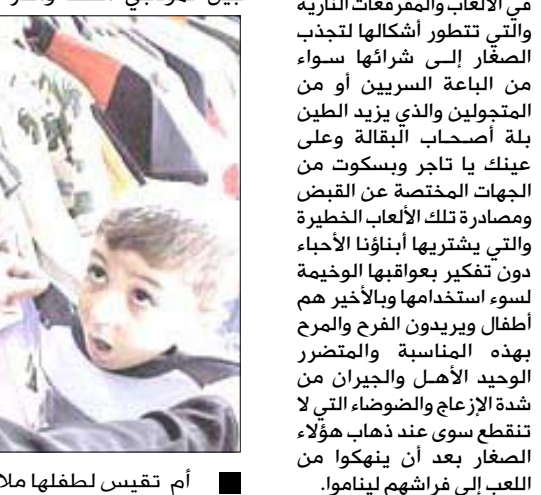 في الألعاب والمفرقعات النارية
والتي تتطور أشكالها لتجذب
الصغار إلـى شرائها سـواء
من الباعة السريين أو من
المتجولين والذي يزيد الطين
بلة أصـحـاب البقالة وعلى
عينك يا تاجر وبسكوت من
الجهات المختصة عن القبض
ومصادرة تلك الألعاب الخطيرة
والتي يشتريها أبناؤنا الأحباء
دون تفكير بعواقبها الوخيمة
لسوء استخدامها وبالأخير هم
أطفال ويريدون الفرح والمرح
بهذه المناسبة والمتضرر
الوحيد الأهـل والجيران من
شدة الإزعاج والضوضاء التي لا
تنقطع سوى عند ذهاب هؤلاء
الصغار بعد أن ينهكوا من
اللعب إلى فراشهم ليناموا.
أم تقيس لطفلها